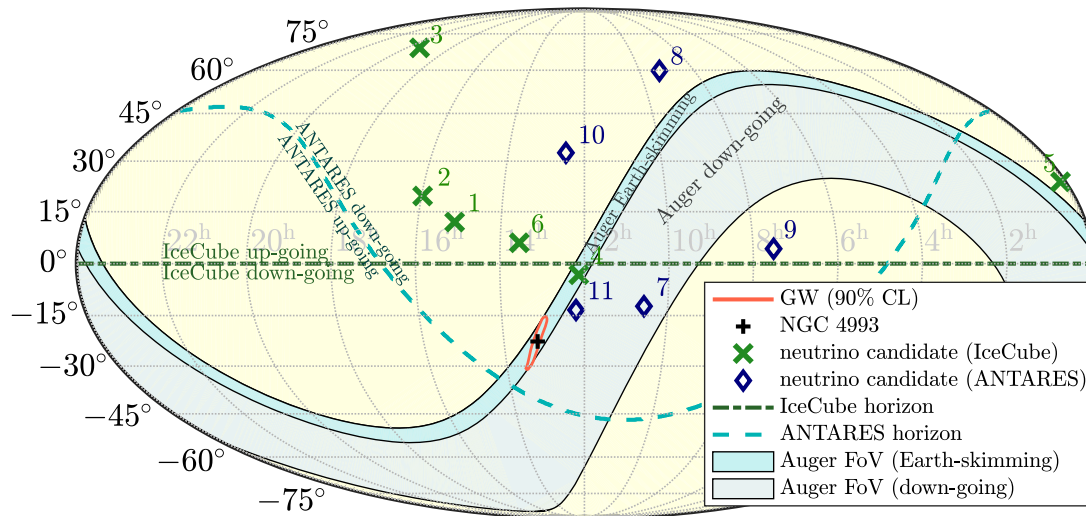 75°
60°
45°
30°
15°
0°
−15°
−30°
−45°
−60°
−75°
3
8
10
5
2
1
6
9
4
7
11
22ʰ
20ʰ
16ʰ
14ʰ
12ʰ
10ʰ
8ʰ
6ʰ
4ʰ
2ʰ
ANTARES down-going
ANTARES up-going
IceCube up-going
IceCube down-going
Auger Earth-skimming
Auger down-going
GW (90% CL)
NGC 4993
neutrino candidate (IceCube)
neutrino candidate (ANTARES)
IceCube horizon
ANTARES horizon
Auger FoV (Earth-skimming)
Auger FoV (down-going)